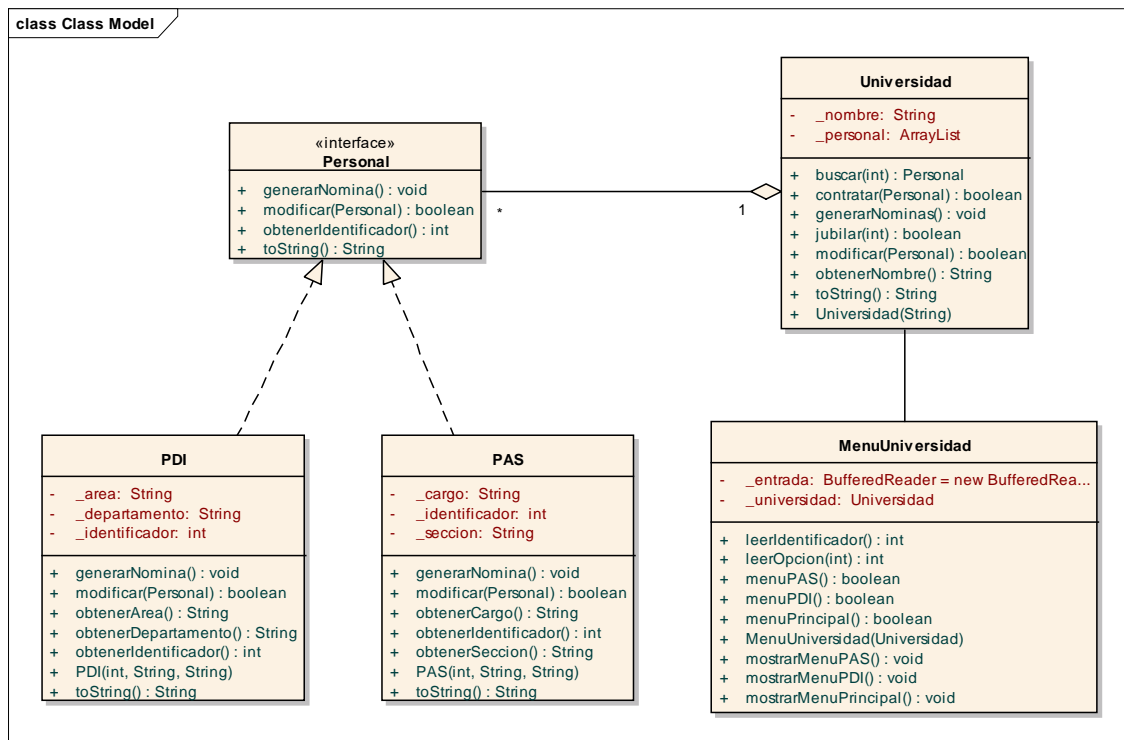 class Class Model
«interface»
Personal
+ generarNomina() : void
+ modificar(Personal) : boolean
+ obtenerIdentificador() : int
+ toString() : String
*
1
Universidad
- _nombre: String
- _personal: ArrayList
+ buscar(int) : Personal
+ contratar(Personal) : boolean
+ generarNominas() : void
+ jubilar(int) : boolean
+ modificar(Personal) : boolean
+ obtenerNombre() : String
+ toString() : String
+ Universidad(String)
PDI
- _area: String
- _departamento: String
- _identificador: int
+ generarNomina() : void
+ modificar(Personal) : boolean
+ obtenerArea() : String
+ obtenerDepartamento() : String
+ obtenerIdentificador() : int
+ PDI(int, String, String)
+ toString() : String
PAS
- _cargo: String
- _identificador: int
- _seccion: String
+ generarNomina() : void
+ modificar(Personal) : boolean
+ obtenerCargo() : String
+ obtenerIdentificador() : int
+ obtenerSeccion() : String
+ PAS(int, String, String)
+ toString() : String
MenuUniversidad
- _entrada: BufferedReader = new BufferedRea...
- _universidad: Universidad
+ leerIdentificador() : int
+ leerOpcion(int) : int
+ menuPAS() : boolean
+ menuPDI() : boolean
+ menuPrincipal() : boolean
+ MenuUniversidad(Universidad)
+ mostrarMenuPAS() : void
+ mostrarMenuPDI() : void
+ mostrarMenuPrincipal() : void